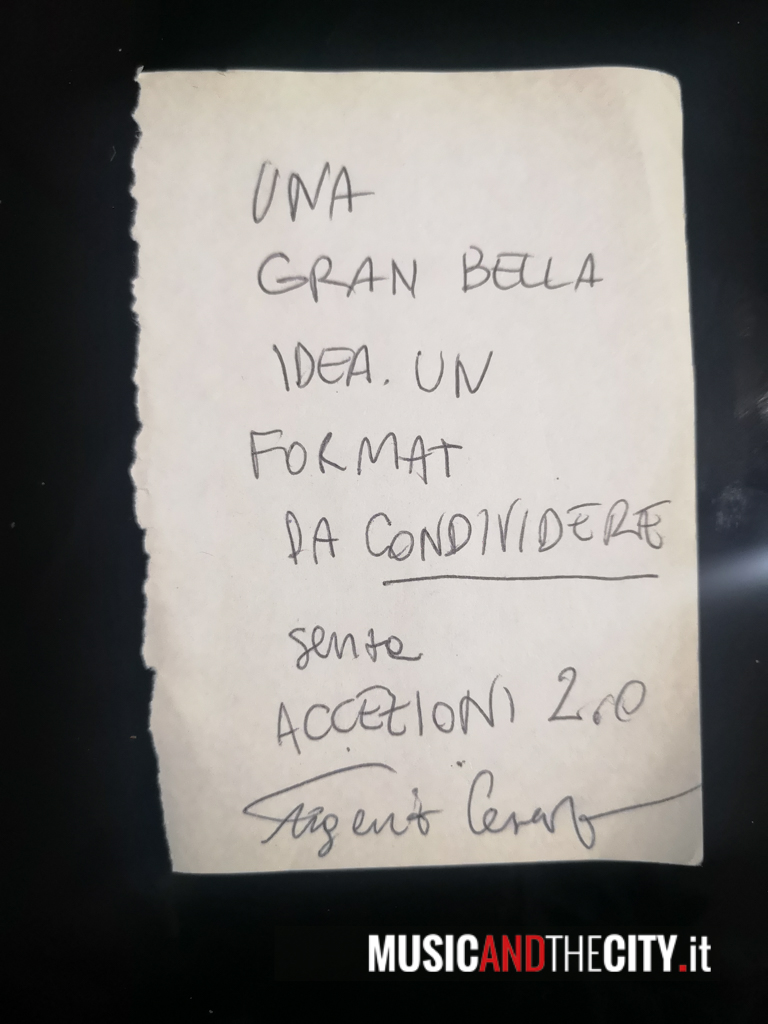 UNA
GRAN BELLA
IDEA. UN
FORMAT
DA CONDIVIDERE
senza
ACCEZIONI 2.0
MUSICANDTHECITY.it